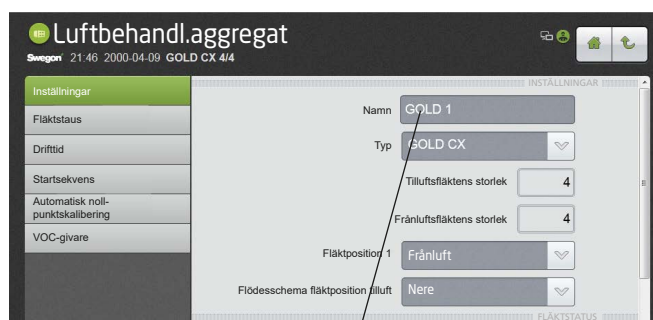 Luftbehandl.aggregat
Swegon 21:46 2000-04-09 GOLD CX 4/4
INSTÄLLNINGAR
Inställningar
Fläktstaus
Drifttid
Startsekvens
Automatisk noll-
punktskalibering
VOC-givare
Namn GOLD 1
Typ GOLD CX
Tilluftsfläktens storlek 4
Frånluftsfläktens storlek 4
Fläktposition 1 Frånluft
Flödesschema fläktposition tilluft Nere
FLÄKTSTATUS